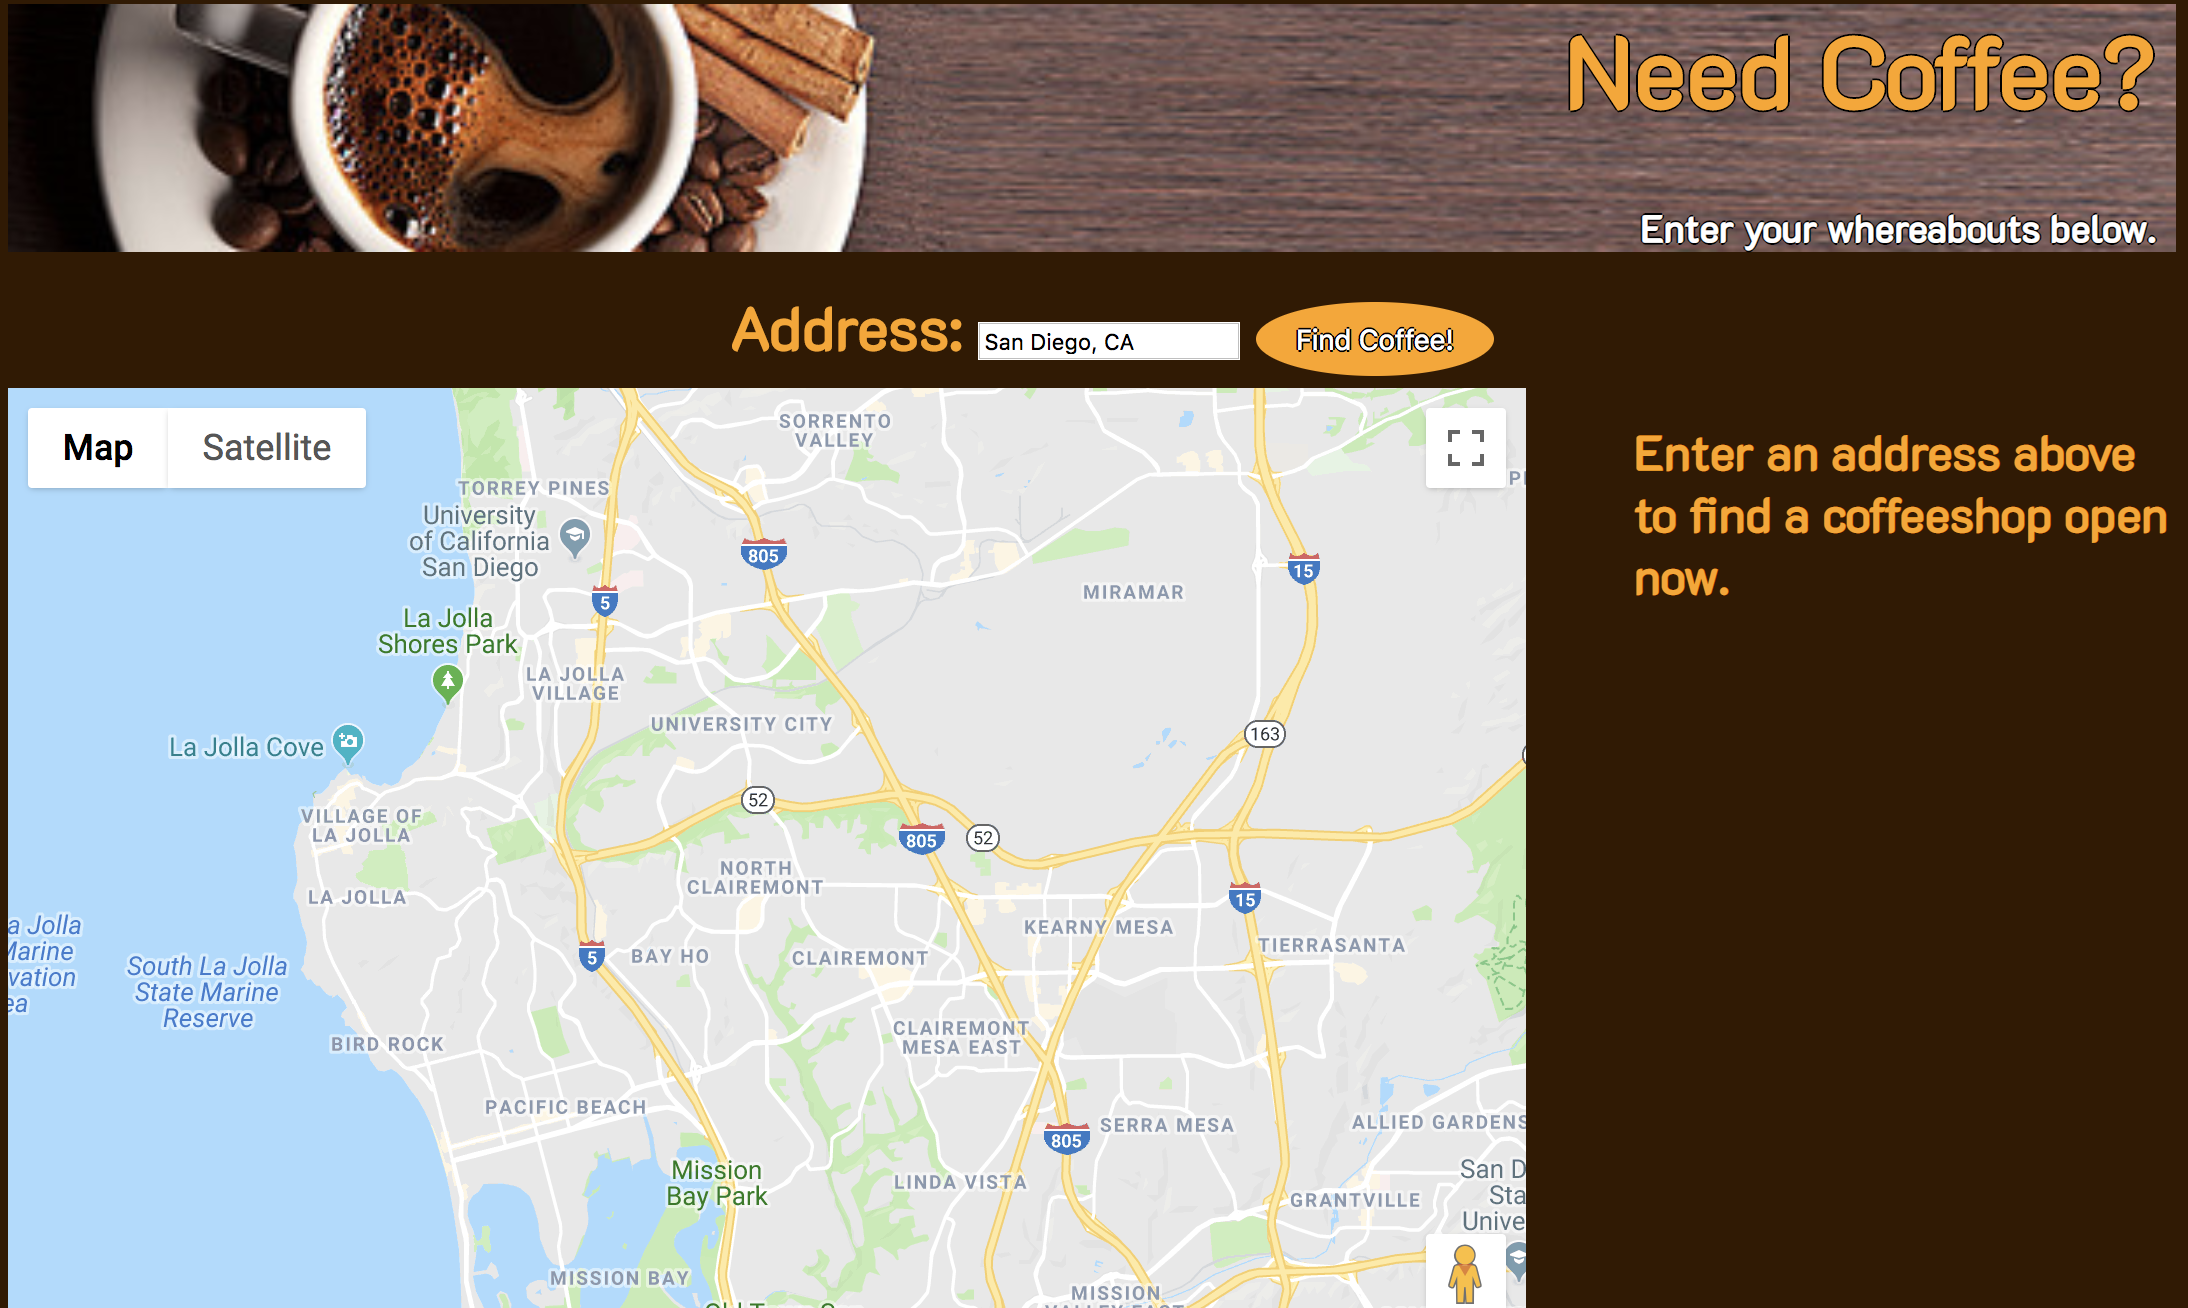 Need Coffee?
Enter your whereabouts below.
Address:
San Diego, CA
Find Coffee!
Map
Satellite
Enter an address above
to find a coffeeshop open
now.
SORRENTO
VALLEY
TORREY PINES
University
of California
San Diego
805
15
5
MIRAMAR
La Jolla
Shores Park
LA JOLLA
VILLAGE
UNIVERSITY CITY
La Jolla Cove
163
52
VILLAGE OF
LA JOLLA
805
52
NORTH
CLAIREMONT
LA JOLLA
15
KEARNY MESA
TIERRASANTA
a Jolla
Marine
vation
ea
South La Jolla
State Marine
Reserve
5
BAY HO
CLAIREMONT
CLAIREMONT
MESA EAST
BIRD ROCK
PACIFIC BEACH
805
SERRA MESA
ALLIED GARDENS
Mission
Bay Park
LINDA VISTA
San D
Sta
Unive
GRANTVILLE
MISSION BAY
MISSION